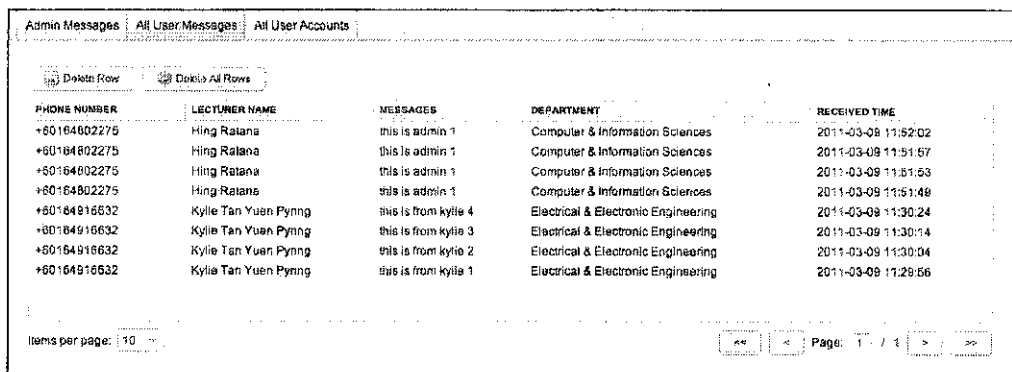 Admin Messages All User Messages All User Accounts
Delete Row Delete All Rows
PHONE NUMBER LECTURER NAME MESSAGES DEPARTMENT RECEIVED TIME
+60164802275 Hing Ratana this is admin 1 Computer & Information Sciences 2011-03-09 11:52:02
+60164802275 Hing Ratana this is admin 1 Computer & Information Sciences 2011-03-09 11:51:57
+60164802275 Hing Ratana this is admin 1 Computer & Information Sciences 2011-03-09 11:51:53
+60164802275 Hing Ratana this is admin 1 Computer & Information Sciences 2011-03-09 11:51:49
+60164916632 Kylie Tan Yuen Pynng this is from kylie 4 Electrical & Electronic Engineering 2011-03-09 11:30:24
+60164916632 Kylie Tan Yuen Pynng this is from kylie 3 Electrical & Electronic Engineering 2011-03-09 11:30:14
+60164916632 Kylie Tan Yuen Pynng this is from kylie 2 Electrical & Electronic Engineering 2011-03-09 11:30:04
+60164916632 Kylie Tan Yuen Pynng this is from kylie 1 Electrical & Electronic Engineering 2011-03-09 11:29:56
Items per page: 10 << < Page: 1 / 1 > >>